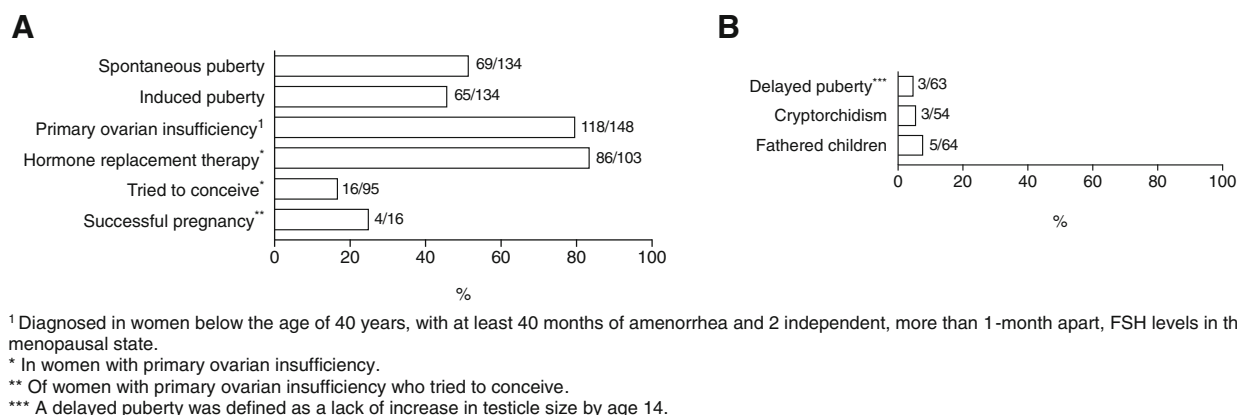 A
Spontaneous puberty 69/134
Induced puberty 65/134
Primary ovarian insufficiency¹ 118/148
Hormone replacement therapy* 86/103
Tried to conceive* 16/95
Successful pregnancy** 4/16
0 20 40 60 80 100
%
B
Delayed puberty*** 3/63
Cryptorchidism 3/54
Fathered children 5/64
0 20 40 60 80 100
%
¹ Diagnosed in women below the age of 40 years, with at least 40 months of amenorrhea and 2 independent, more than 1-month apart, FSH levels in th
menopausal state.
* In women with primary ovarian insufficiency.
** Of women with primary ovarian insufficiency who tried to conceive.
*** A delayed puberty was defined as a lack of increase in testicle size by age 14.